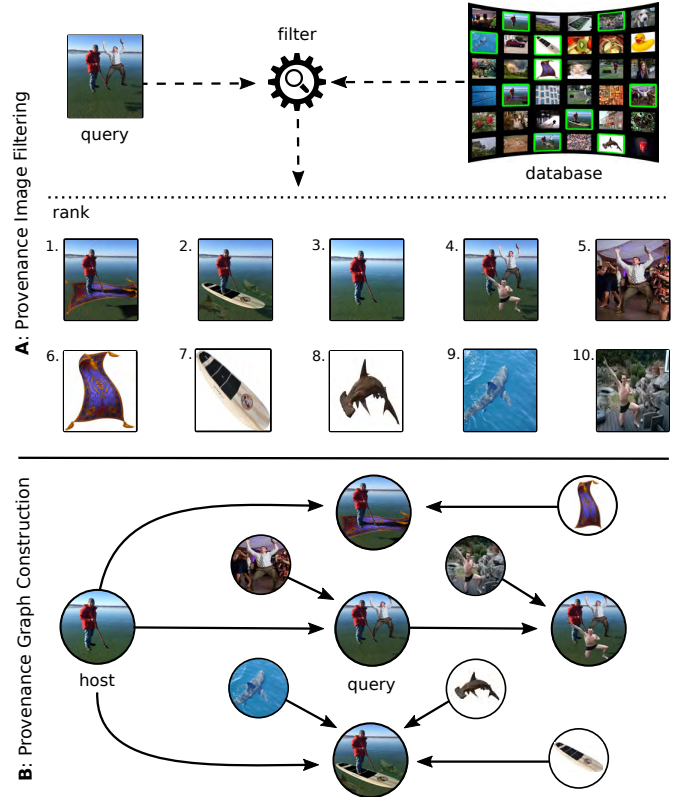 filter
query
database
A: Provenance Image Filtering
rank
1.
2.
3.
4.
5.
6.
7.
8.
9.
10.
B: Provenance Graph Construction
host
query